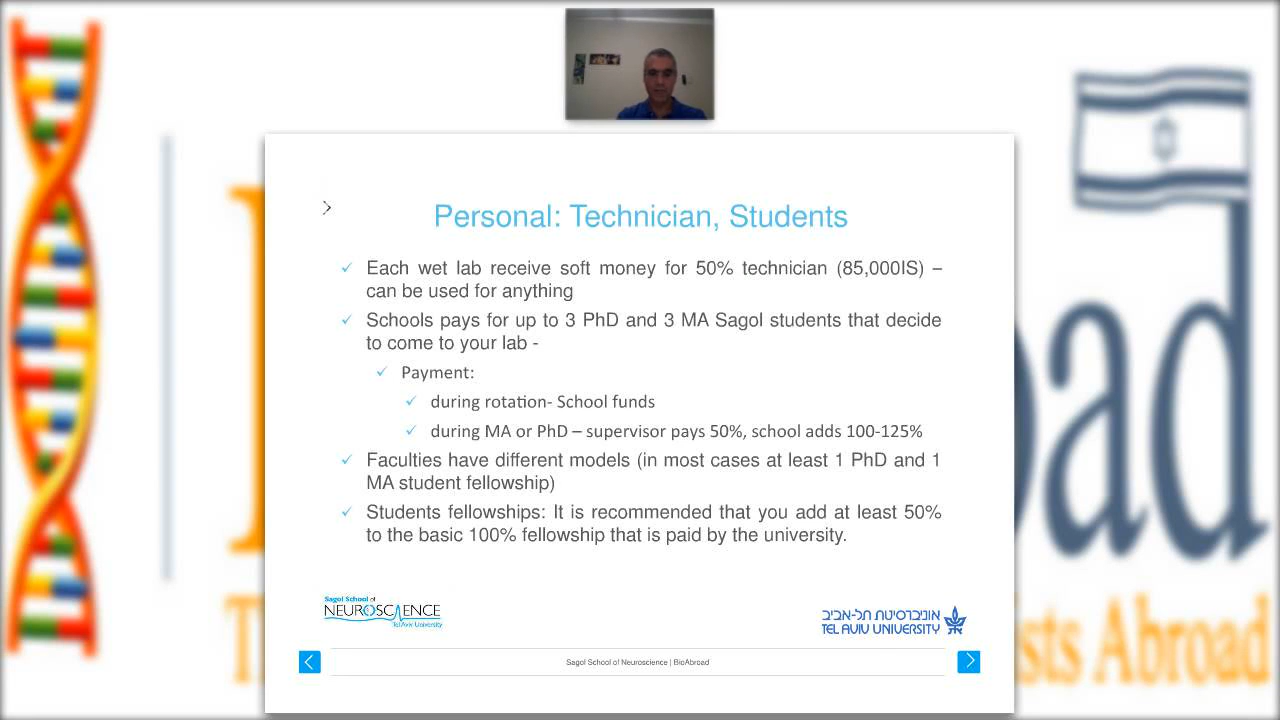 Personal: Technician, Students
Each wet lab receive soft money for 50% technician (85,000IS) –
can be used for anything
Schools pays for up to 3 PhD and 3 MA Sagol students that decide
to come to your lab -
Payment:
during rotation- School funds
during MA or PhD – supervisor pays 50%, school adds 100-125%
Faculties have different models (in most cases at least 1 PhD and 1
MA student fellowship)
Students fellowships: It is recommended that you add at least 50%
to the basic 100% fellowship that is paid by the university.
Sagol School of
NEUROSCIENCE
Tel Aviv University
אוניברסיטת תל-אביב
TEL AVIV UNIVERSITY
Sagol School of Neuroscience | BioAbroad
ad
sts Abroad